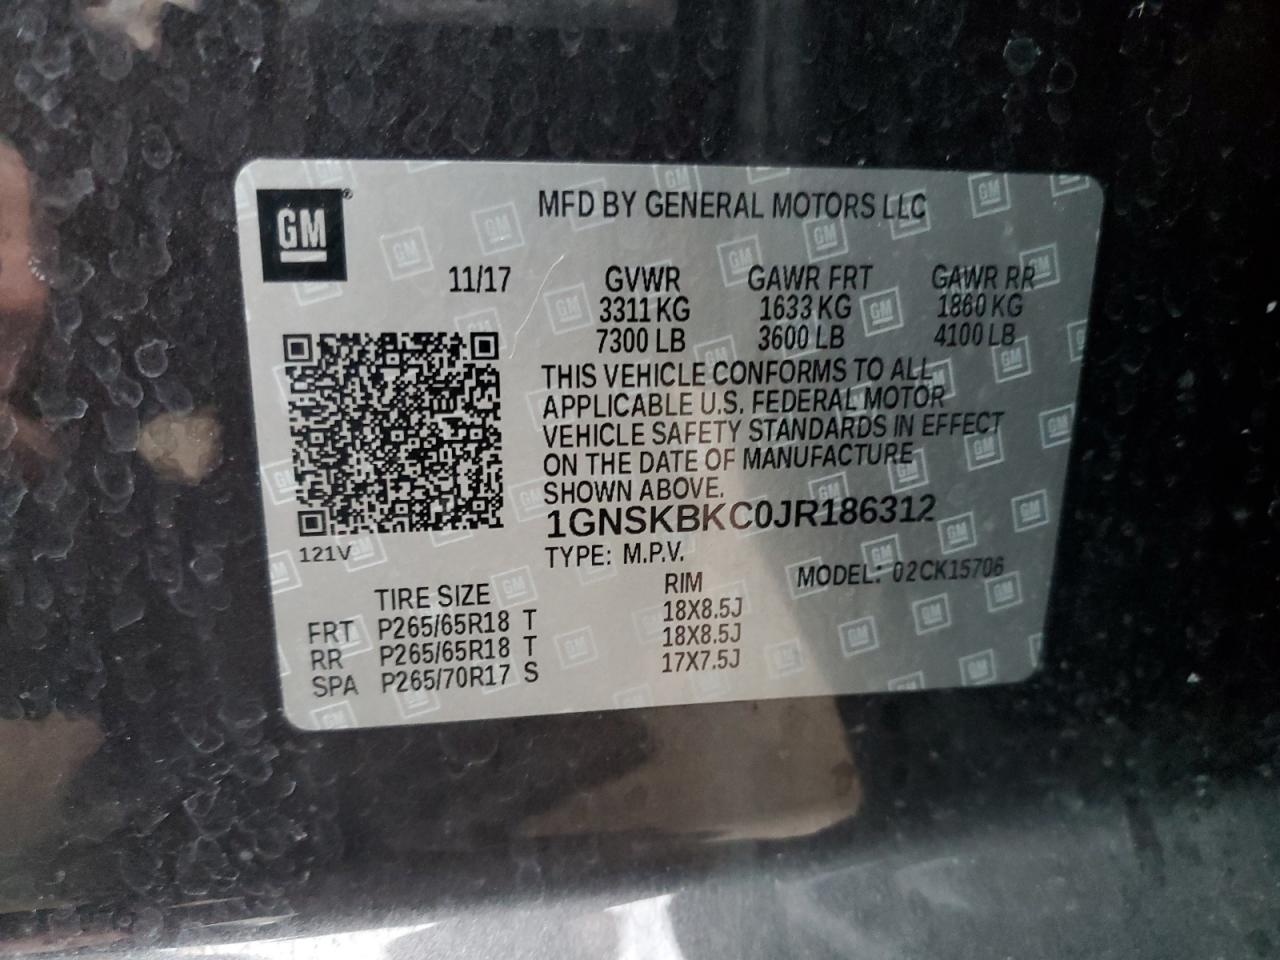 GM®
MFD BY GENERAL MOTORS LLC
11/17 GVWR GAWR FRT GAWR RR
3311 KG 1633 KG 1860 KG
7300 LB 3600 LB 4100 LB
THIS VEHICLE CONFORMS TO ALL
APPLICABLE U.S. FEDERAL MOTOR
VEHICLE SAFETY STANDARDS IN EFFECT
ON THE DATE OF MANUFACTURE
SHOWN ABOVE.
1GNSKBKC0JR186312
121V
TYPE: M.P.V. MODEL: 02CK15706
TIRE SIZE RIM
FRT P265/65R18 T 18X8.5J
RR P265/65R18 T 18X8.5J
SPA P265/70R17 S 17X7.5J